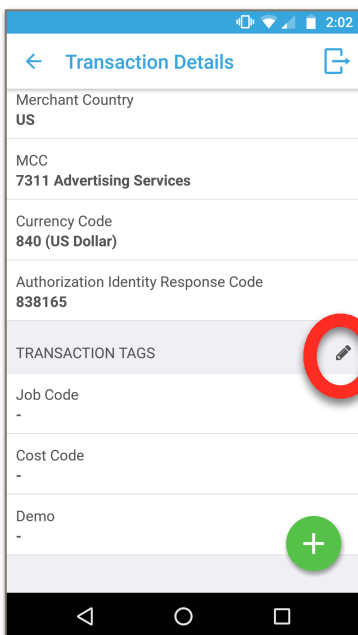 2:02
Transaction Details
Merchant Country
US
MCC
7311 Advertising Services
Currency Code
840 (US Dollar)
Authorization Identity Response Code
838165
TRANSACTION TAGS
Job Code
-
Cost Code
-
Demo
-